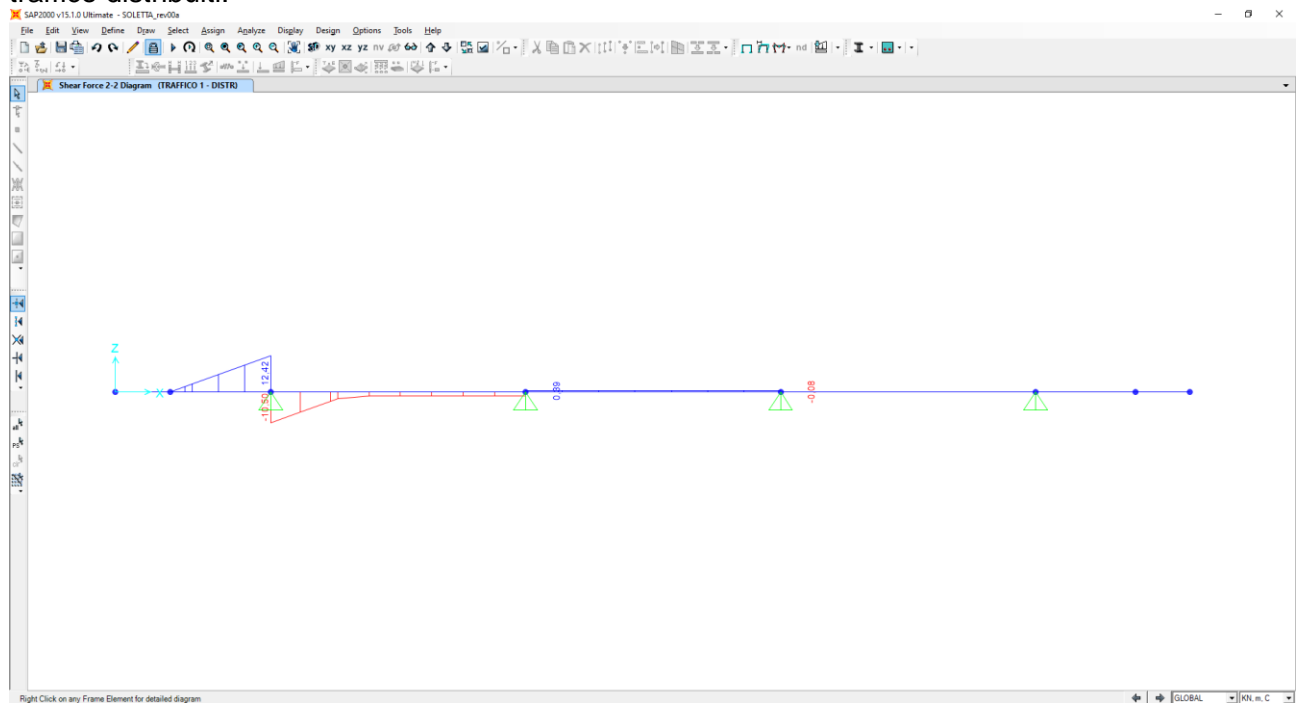 SAP2000 v15.1.0 Ultimate - SOLETTA_rev00a
File Edit View Define Draw Select Assign Analyze Display Design Options Tools Help
xy xz yz nv nd
Shear Force 2-2 Diagram (TRAFFICO 1 - DISTR)
Z
X
12,42
-10,50
0,39
-0,08
Right Click on any Frame Element for detailed diagram
GLOBAL KN, m, C